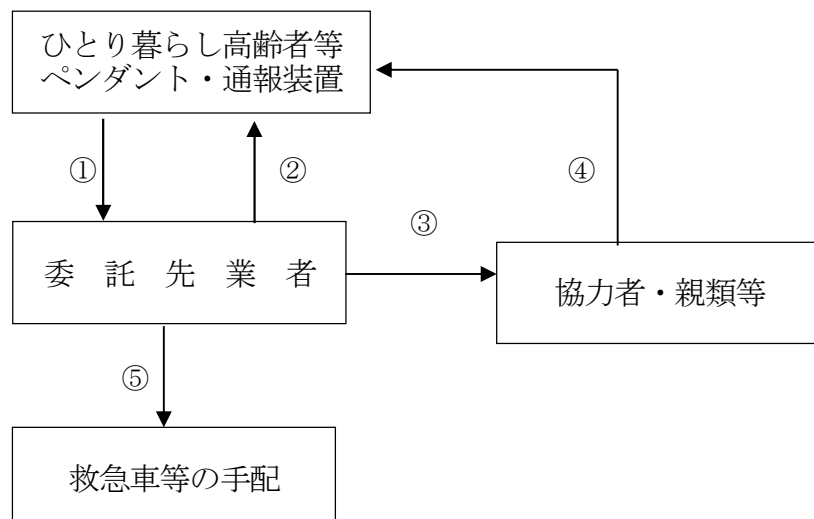 ひとり暮らし高齢者等
ペンダント・通報装置
①
②
④
③
委 託 先 業 者
協力者・親類等
⑤
救急車等の手配